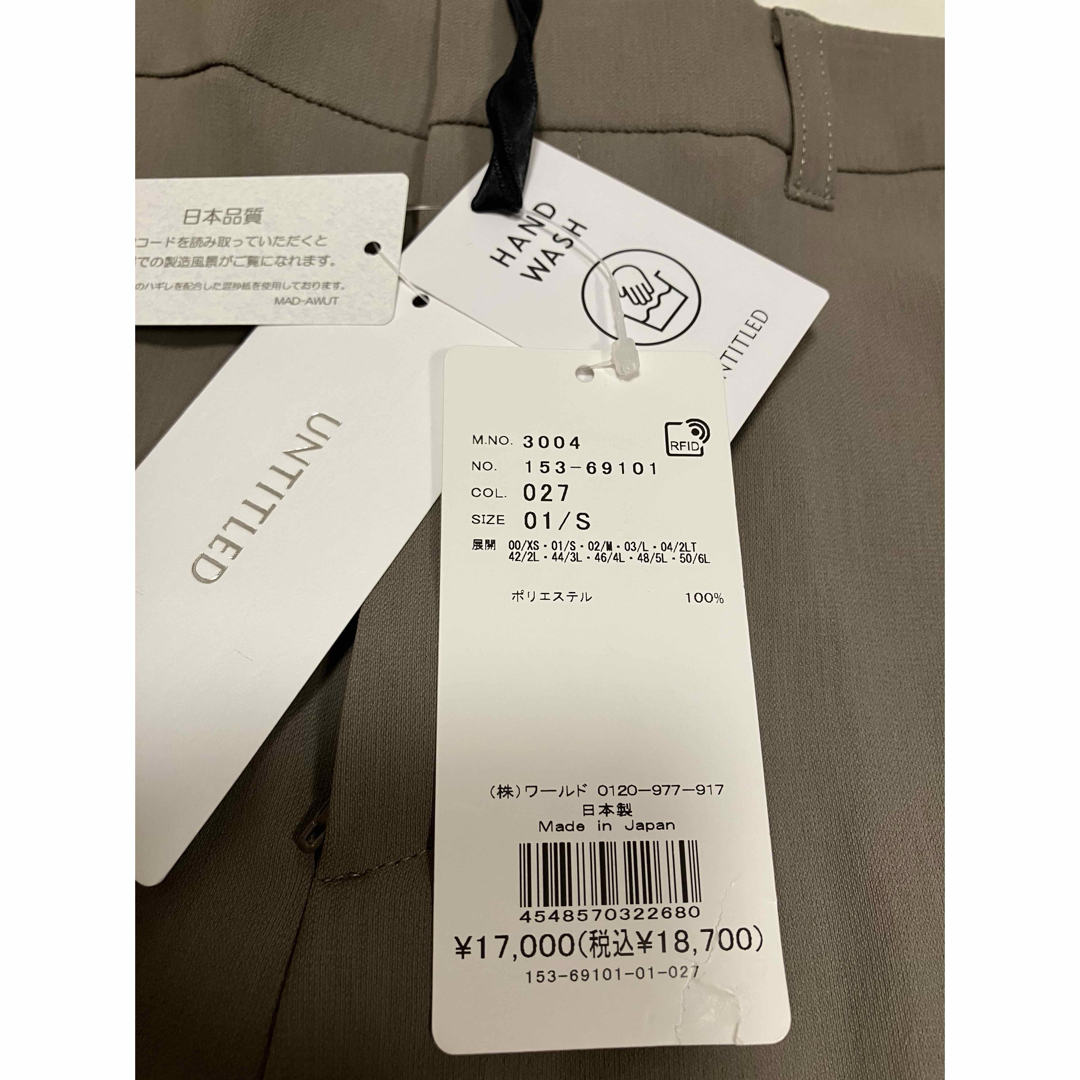 日本品質
コードを読み取っていただくと
での製造風景がご覧になれます。
のハギレを配合した混抄紙を使用しております。
MAD-AWUT
HAND
WASH
UNTITLED
NTITLED
M.NO. 3004
RFID
NO. 153-69101
COL. 027
SIZE 01/S
展開 00/XS・01/S・02/M・03/L・04/2LT
42/2L・44/3L・46/4L・48/5L・50/6L
ポリエステル 100%
(株)ワールド 0120-977-917
日本製
Made in Japan
4548570322680
¥17,000(税込¥18,700)
153-69101-01-027